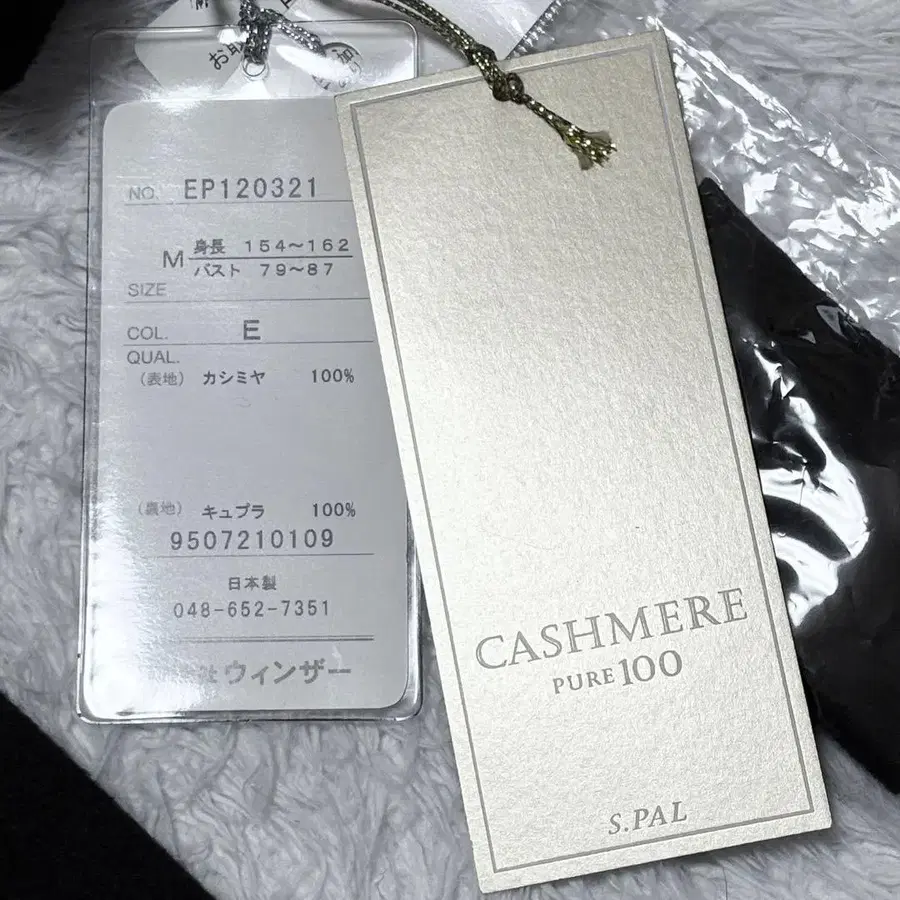 お取
NO. EP120321
M 身長 154～162
バスト 79～87
SIZE
COL. E
QUAL.
(表地) カシミヤ 100%
(裏地) キュプラ 100%
9507210109
日本製
048-652-7351
ウィンザー
CASHMERE
PURE 100
S.PAL